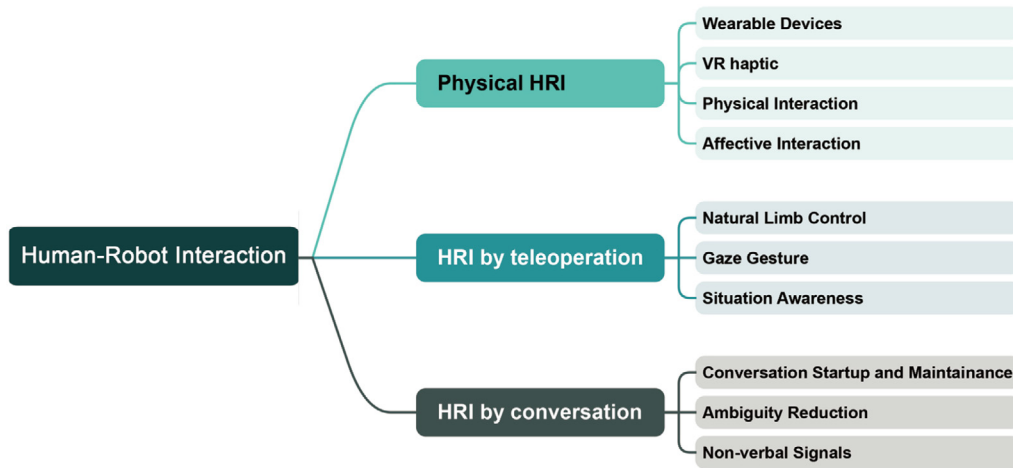 Human-Robot Interaction
Physical HRI
Wearable Devices
VR haptic
Physical Interaction
Affective Interaction
HRI by teleoperation
Natural Limb Control
Gaze Gesture
Situation Awareness
HRI by conversation
Conversation Startup and Maintainance
Ambiguity Reduction
Non-verbal Signals